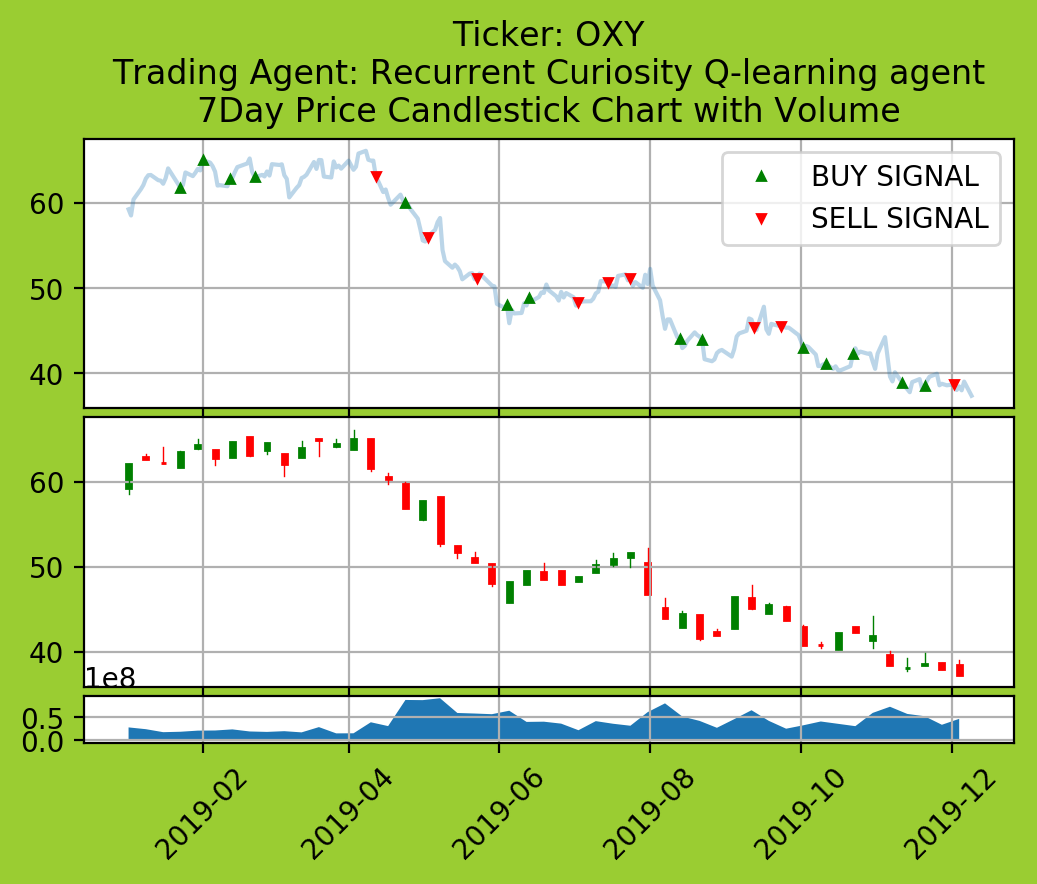 Ticker: OXY
Trading Agent: Recurrent Curiosity Q-learning agent
7Day Price Candlestick Chart with Volume
BUY SIGNAL
SELL SIGNAL
60
50
40
60
50
40
1e8
0.5
0.0
2019-02
2019-04
2019-06
2019-08
2019-10
2019-12